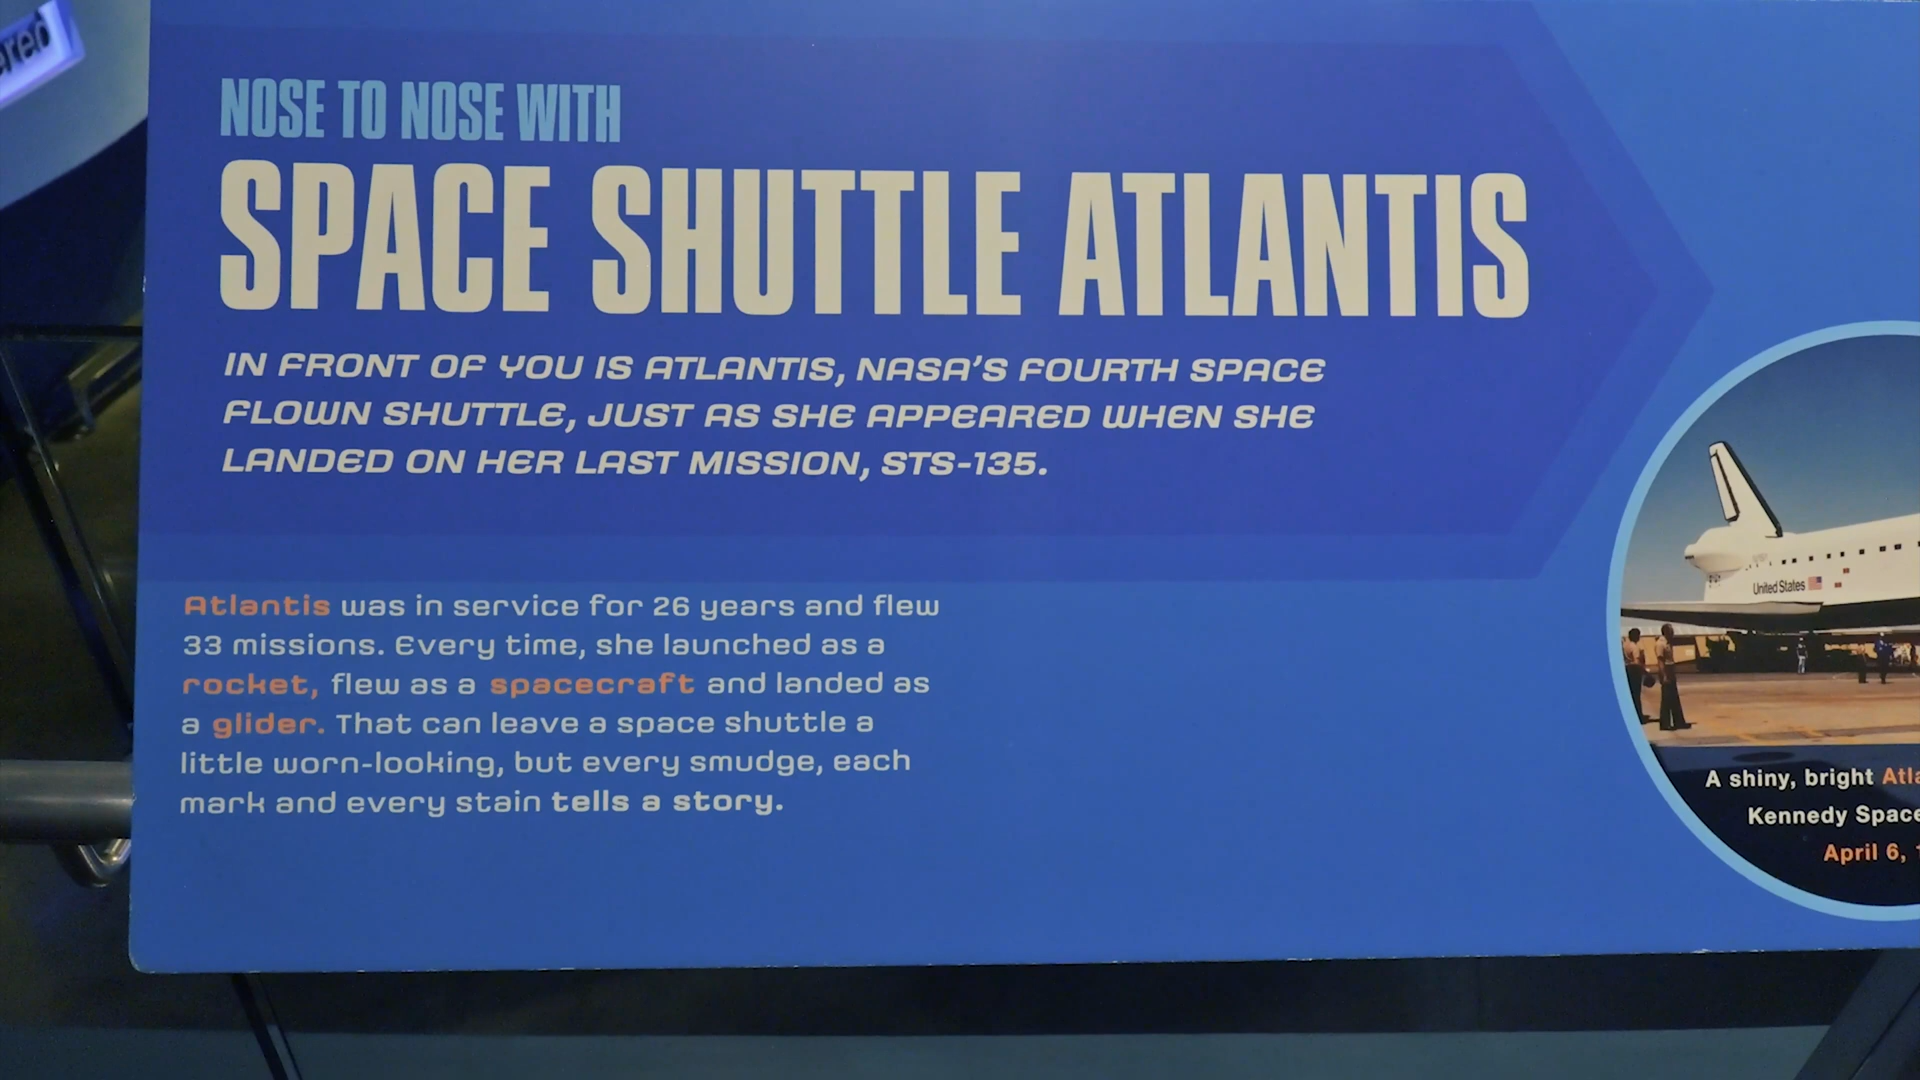 NOSE TO NOSE WITH
SPACE SHUTTLE ATLANTIS
IN FRONT OF YOU IS ATLANTIS, NASA'S FOURTH SPACE
FLOWN SHUTTLE, JUST AS SHE APPEARED WHEN SHE
LANDED ON HER LAST MISSION, STS-135.
Atlantis was in service for 26 years and flew
33 missions. Every time, she launched as a
rocket, flew as a spacecraft and landed as
a glider. That can leave a space shuttle a
little worn-looking, but every smudge, each
mark and every stain tells a story.
United States
A shiny, bright
Kennedy Space
April 6,